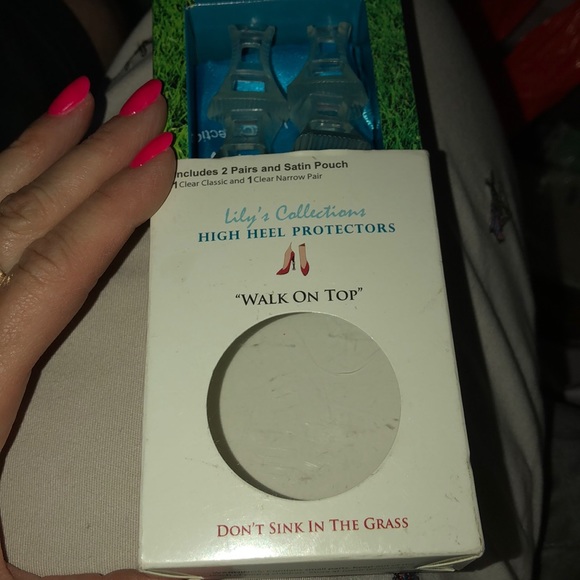 Includes 2 Pairs and Satin Pouch
1 Clear Classic and 1 Clear Narrow Pair
Lily's Collections
HIGH HEEL PROTECTORS
"WALK ON TOP"
DON'T SINK IN THE GRASS